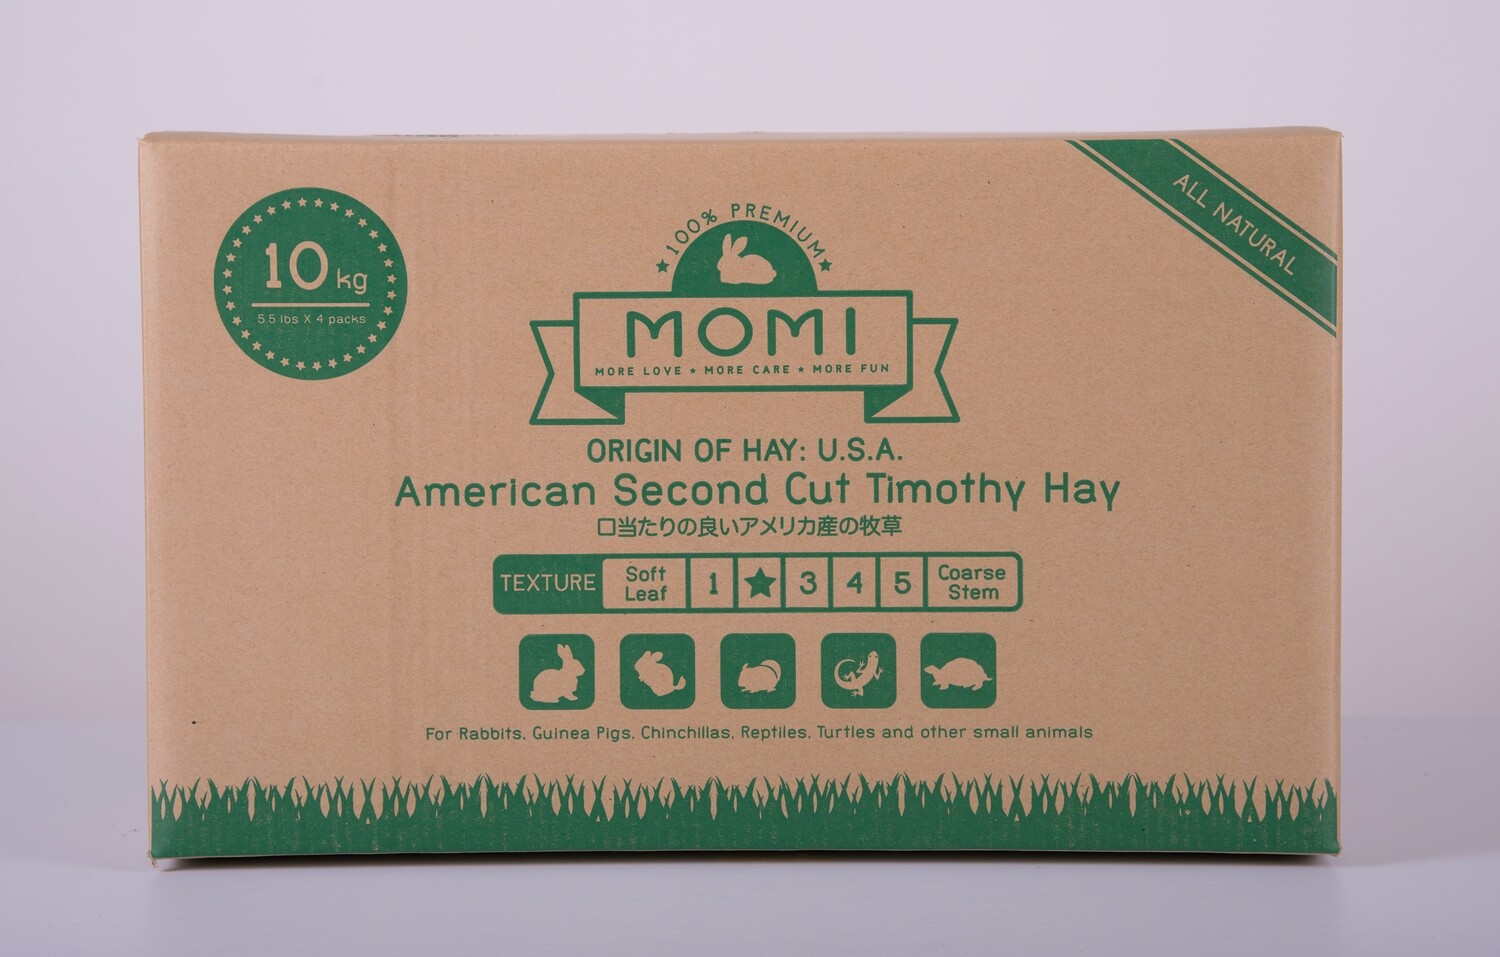 10 kg
5.5 lbs X 4 packs
100% PREMIUM
MOMI
MORE LOVE ★ MORE CARE ★ MORE FUN
ALL NATURAL
ORIGIN OF HAY: U.S.A.
American Second Cut Timothy Hay
口当たりの良いアメリカ産の牧草
TEXTURE Soft Leaf 1 ★ 3 4 5 Coarse Stem
For Rabbits, Guinea Pigs, Chinchillas, Reptiles, Turtles and other small animals